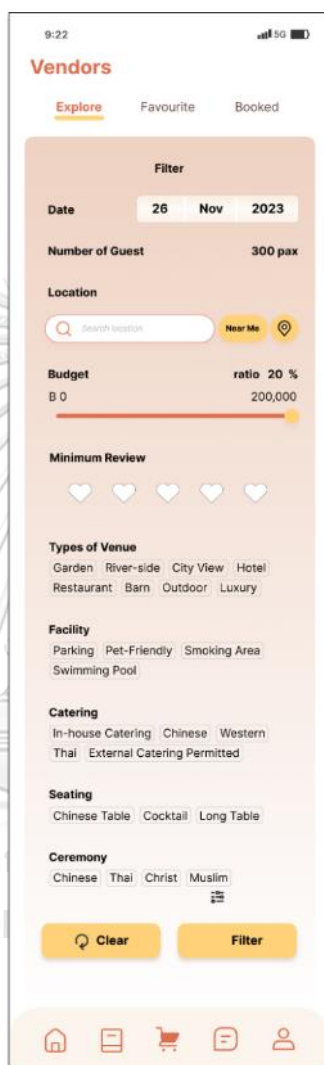 9:22 5G
Vendors
Explore Favourite Booked
Filter
Date 26 Nov 2023
Number of Guest 300 pax
Location
Search location Near Me
Budget ratio 20 %
B 0 200,000
Minimum Review
Types of Venue
Garden River-side City View Hotel
Restaurant Barn Outdoor Luxury
Facility
Parking Pet-Friendly Smoking Area
Swimming Pool
Catering
In-house Catering Chinese Western
Thai External Catering Permitted
Seating
Chinese Table Cocktail Long Table
Ceremony
Chinese Thai Christ Muslim
Clear Filter